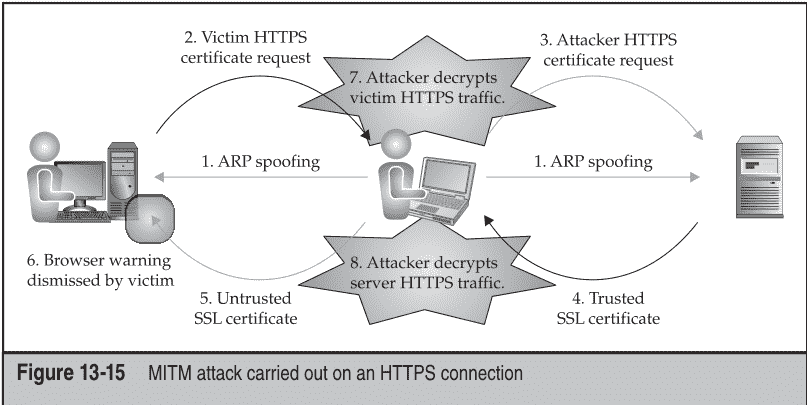 2. Victim HTTPS
certificate request
3. Attacker HTTPS
certificate request
7. Attacker decrypts
victim HTTPS traffic.
1. ARP spoofing
1. ARP spoofing
6. Browser warning
dismissed by victim
8. Attacker decrypts
server HTTPS traffic.
5. Untrusted
SSL certificate
4. Trusted
SSL certificate
Figure 13-15 MITM attack carried out on an HTTPS connection